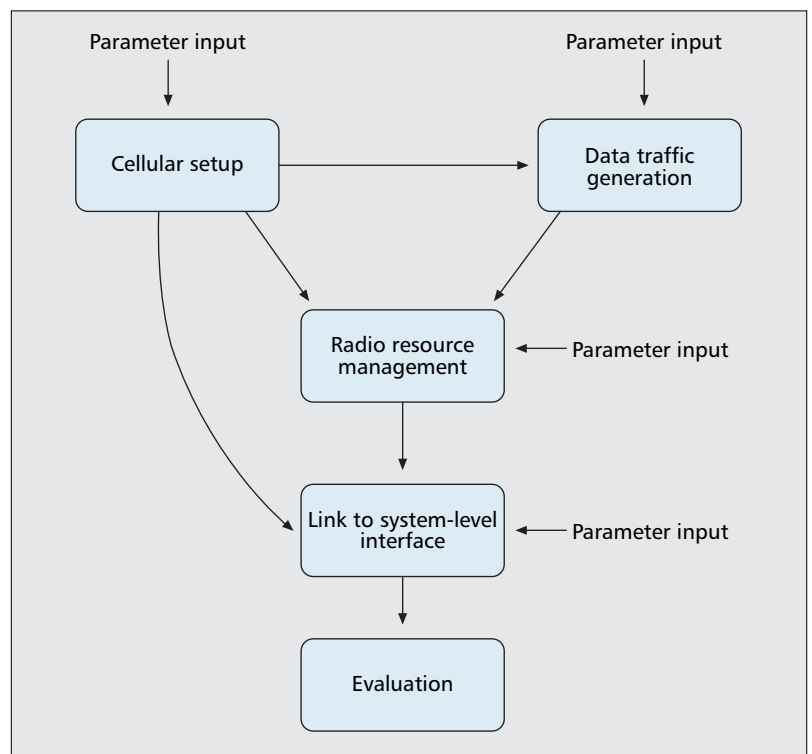 Parameter input
Parameter input
Cellular setup
Data traffic
generation
Radio resource
management
Parameter input
Link to system-level
interface
Parameter input
Evaluation